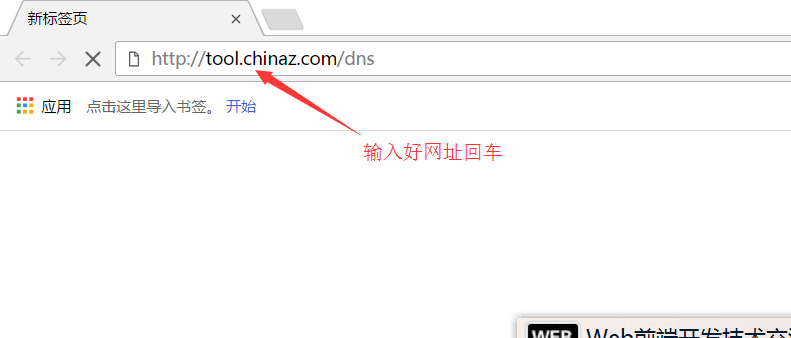 新标签页
http://tool.chinaz.com/dns
应用 点击这里导入书签。 开始
输入好网址回车
WEB Web前端开发技术交